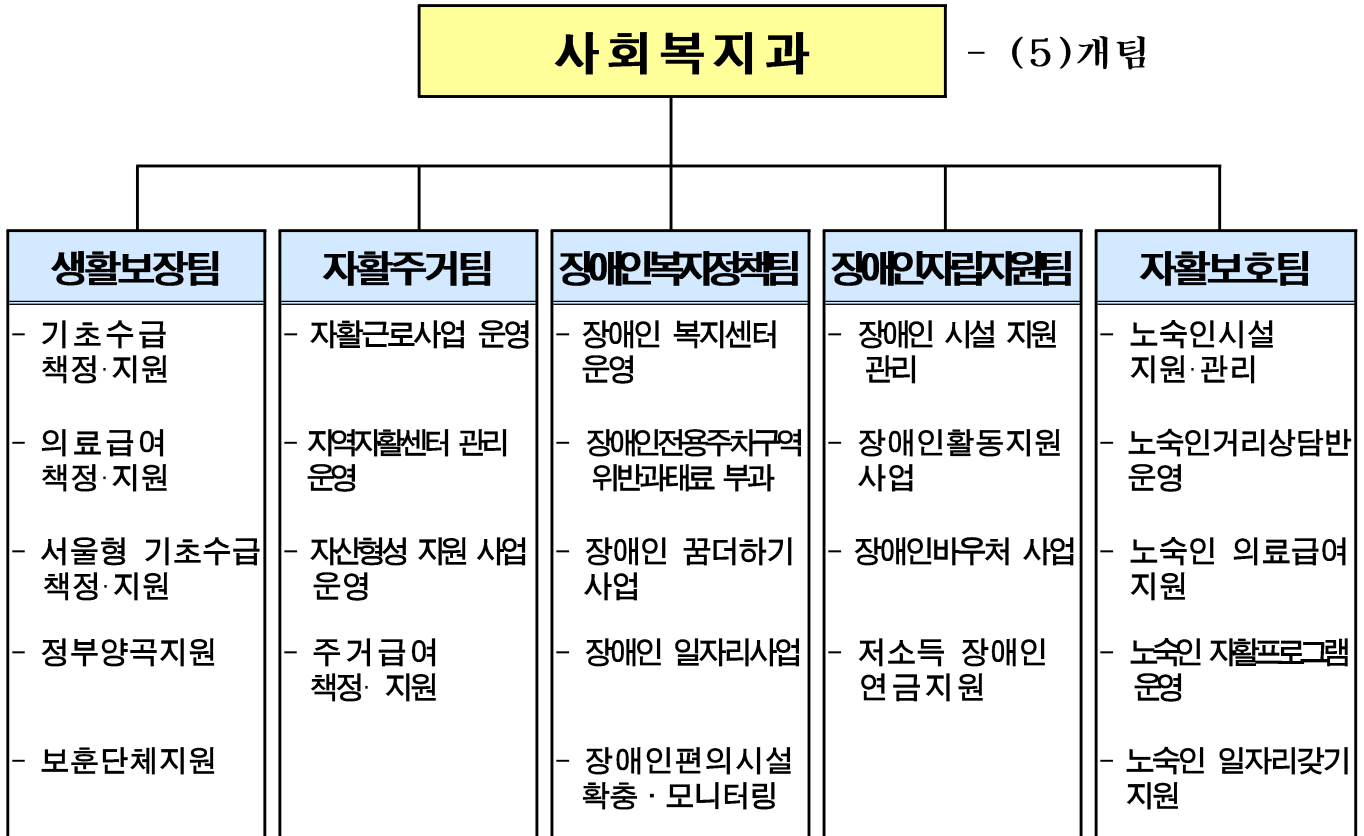 사회복지과
- (5)개팀
생활보장팀
- 기초수급
책정·지원
- 의료급여
책정·지원
- 서울형 기초수급
책정·지원
- 정부양곡지원
- 보훈단체지원
자활주거팀
- 자활근로사업 운영
- 지역자활센터 관리
운영
- 자산형성 지원 사업
운영
- 주거급여
책정· 지원
장애인복지정책팀
- 장애인 복지센터
운영
- 장애인전용주차구역
위반과태료 부과
- 장애인 꿈더하기
사업
- 장애인 일자리사업
- 장애인편의시설
확충 · 모니터링
장애인자립지원팀
- 장애인 시설 지원
관리
- 장애인활동지원
사업
- 장애인바우처 사업
- 저소득 장애인
연금지원
자활보호팀
- 노숙인시설
지원·관리
- 노숙인거리상담반
운영
- 노숙인 의료급여
지원
- 노숙인 자활프로그램
운영
- 노숙인 일자리갖기
지원